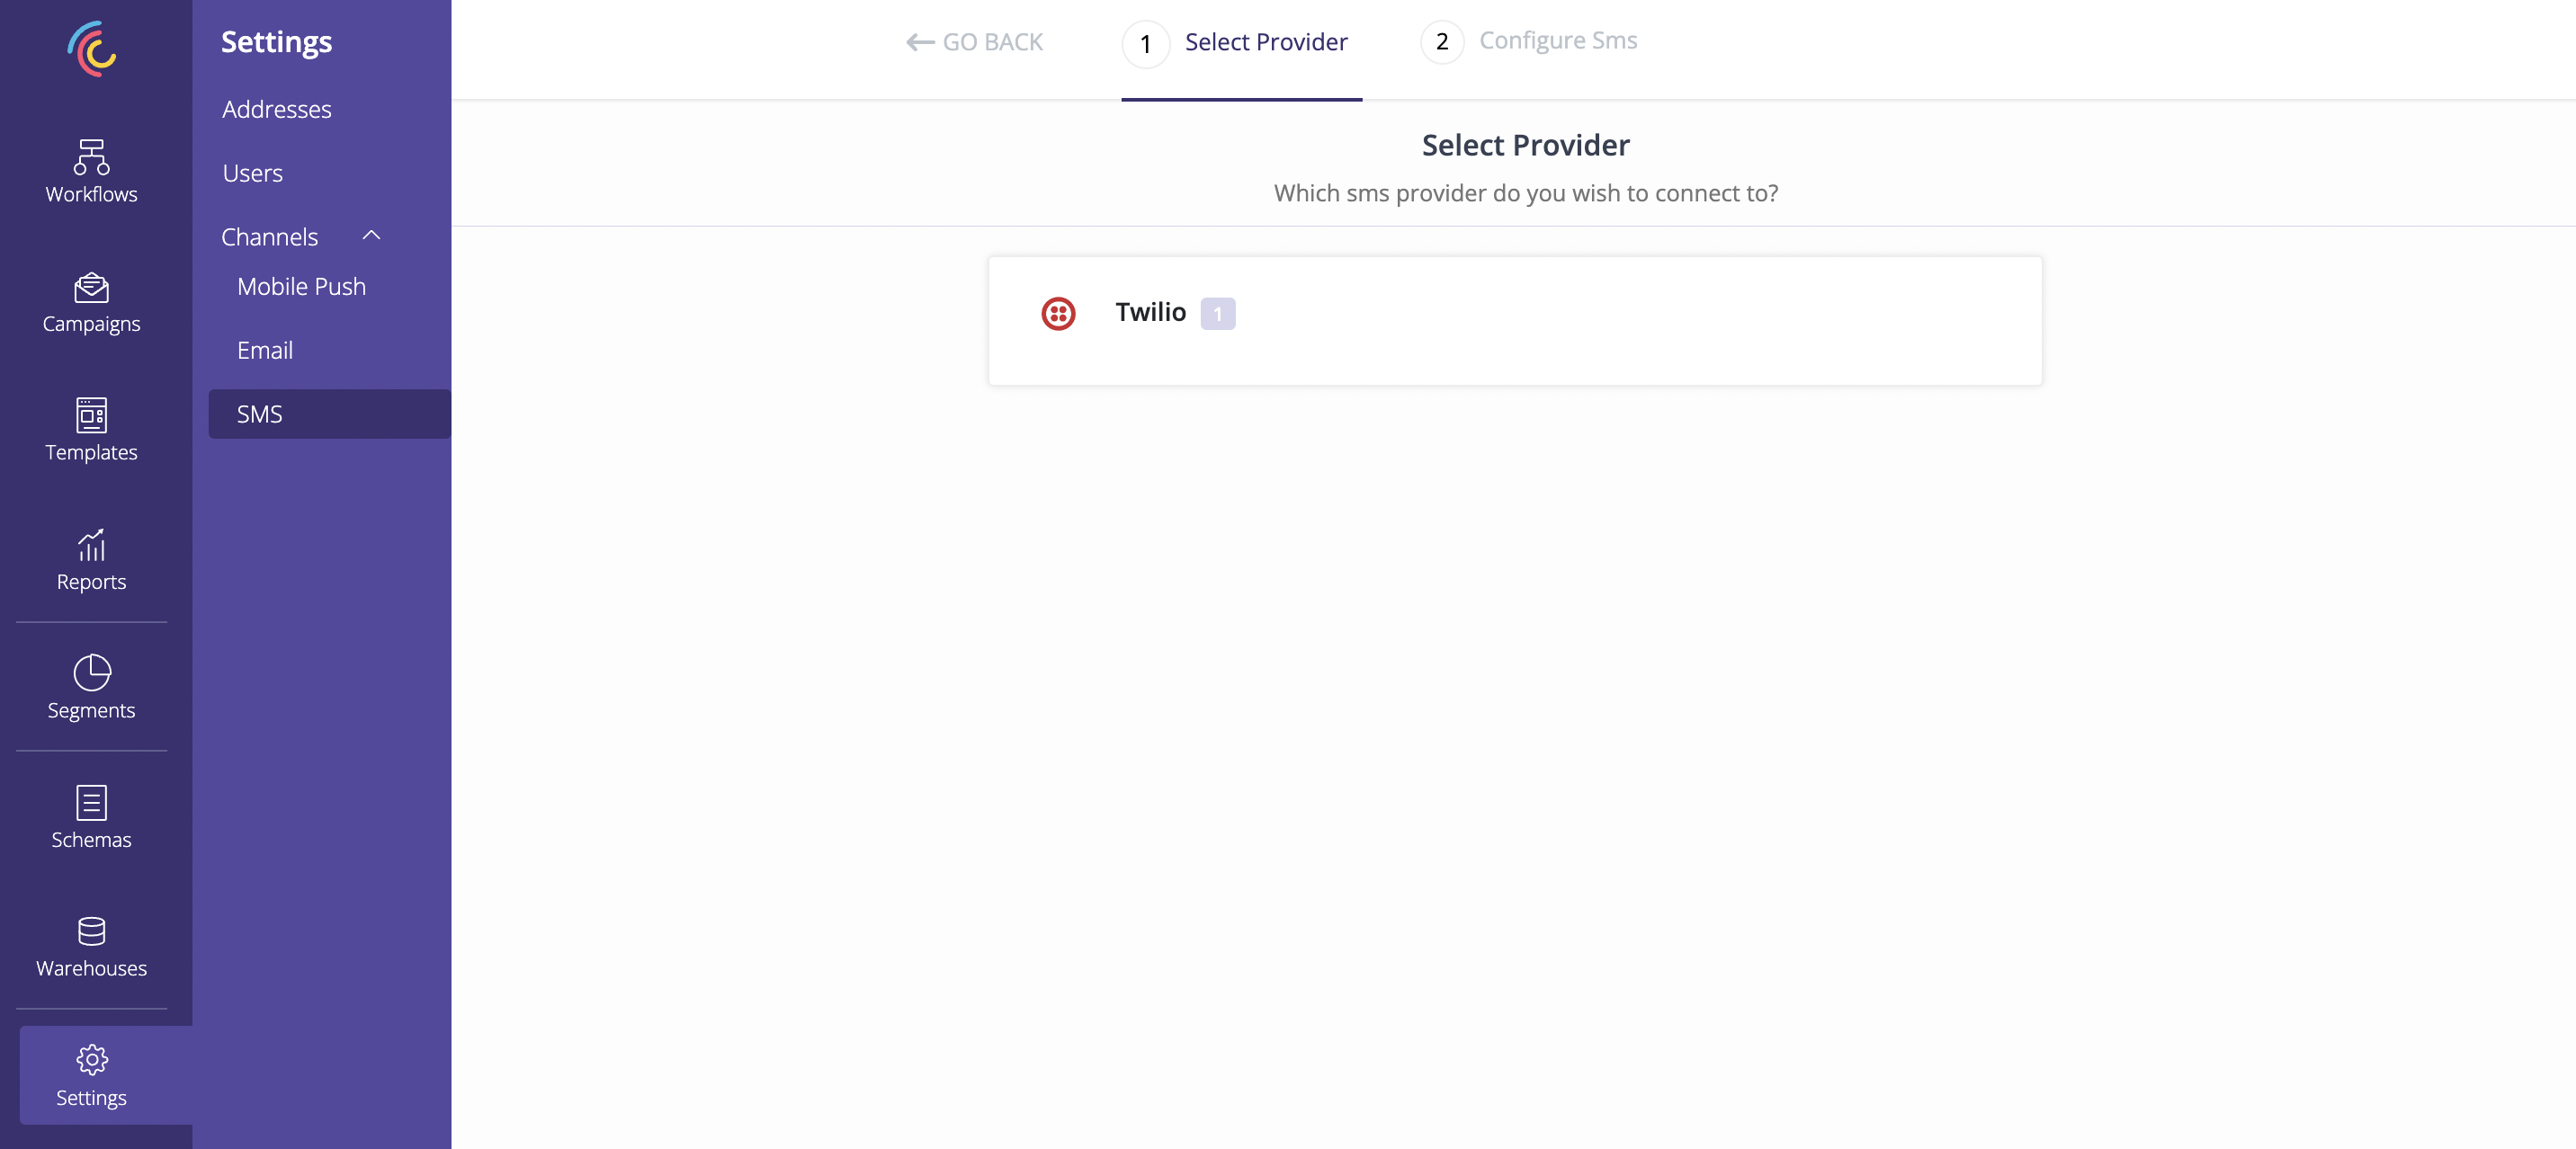 Workflows
Campaigns
Templates
Reports
Segments
Schemas
Warehouses
Settings
Settings
Addresses
Users
Channels
Mobile Push
Email
SMS
GO BACK
1 Select Provider
2 Configure Sms
Select Provider
Which sms provider do you wish to connect to?
Twilio 1